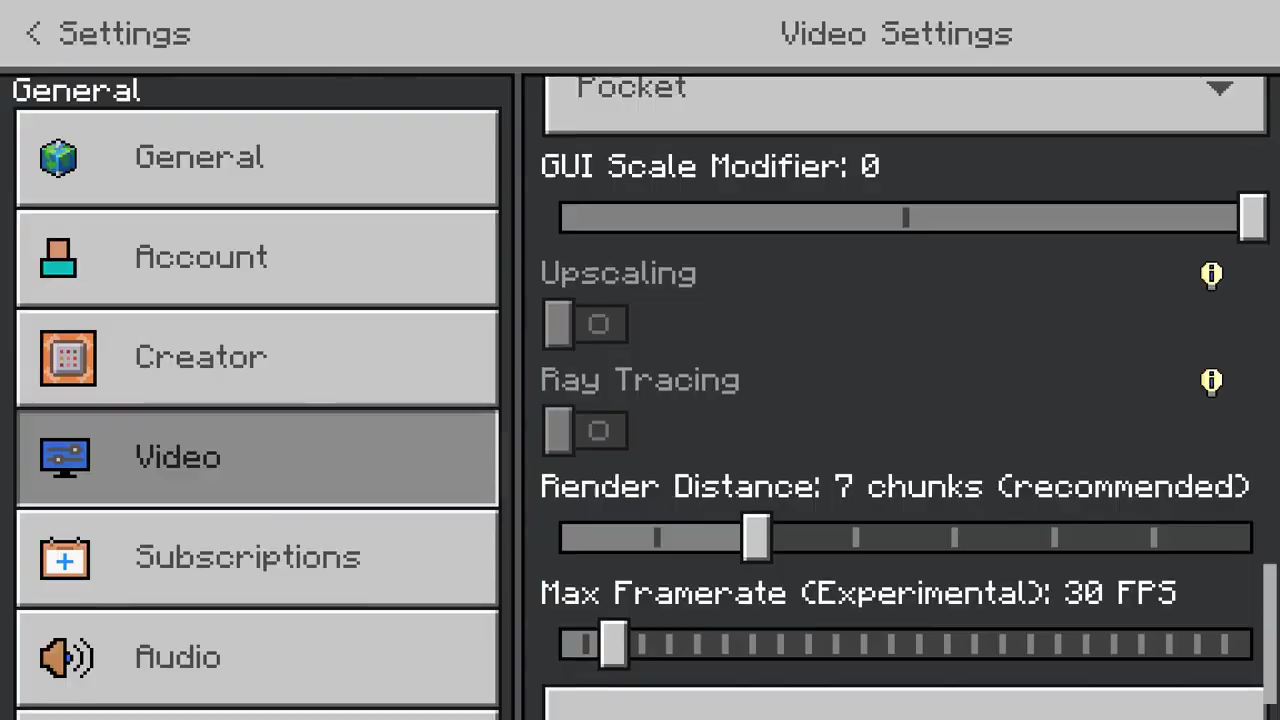 Settings
Video Settings
General
General
Account
Creator
Video
Subscriptions
Audio
Pocket
GUI Scale Modifier: 0
Upscaling
Ray Tracing
Render Distance: 7 chunks (recommended)
Max Framerate (Experimental): 30 FPS